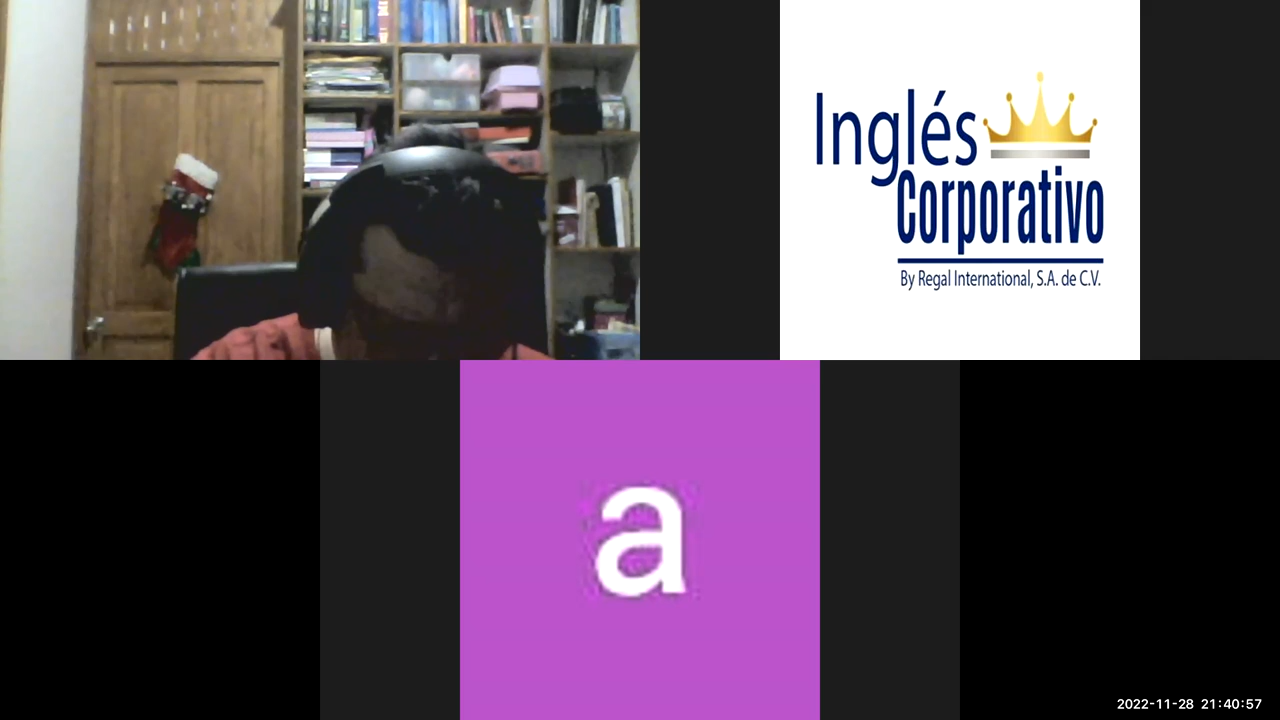 Inglés
Corporativo
By Regal International, S.A. de C.V.
a
2022-11-28 21:40:57